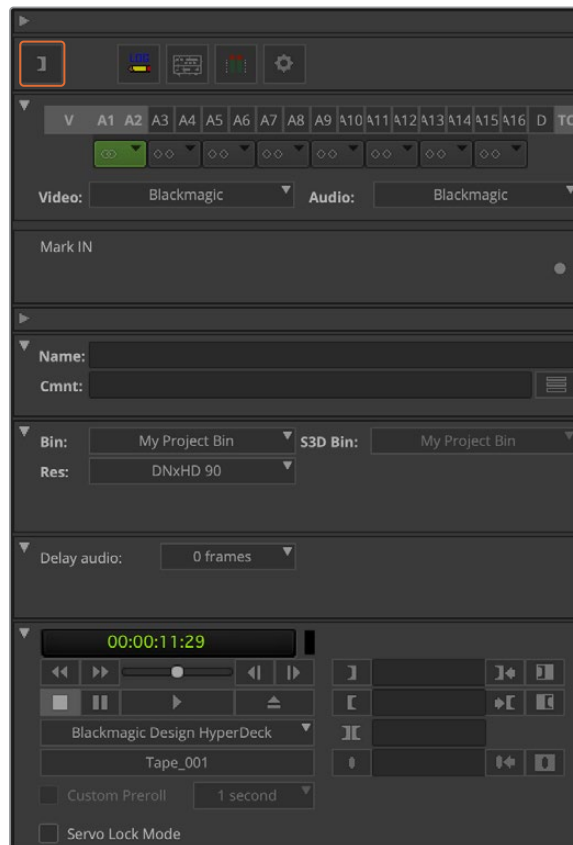 LOG
V A1 A2 A3 A4 A5 A6 A7 A8 A9 A10 A11 A12 A13 A14 A15 A16 D TC
Video: Blackmagic Audio: Blackmagic
Mark IN
Name:
Cmnt:
Bin: My Project Bin S3D Bin: My Project Bin
Res: DNxHD 90
Delay audio: 0 frames
00:00:11:29
Blackmagic Design HyperDeck
Tape_001
Custom Preroll 1 second
Servo Lock Mode